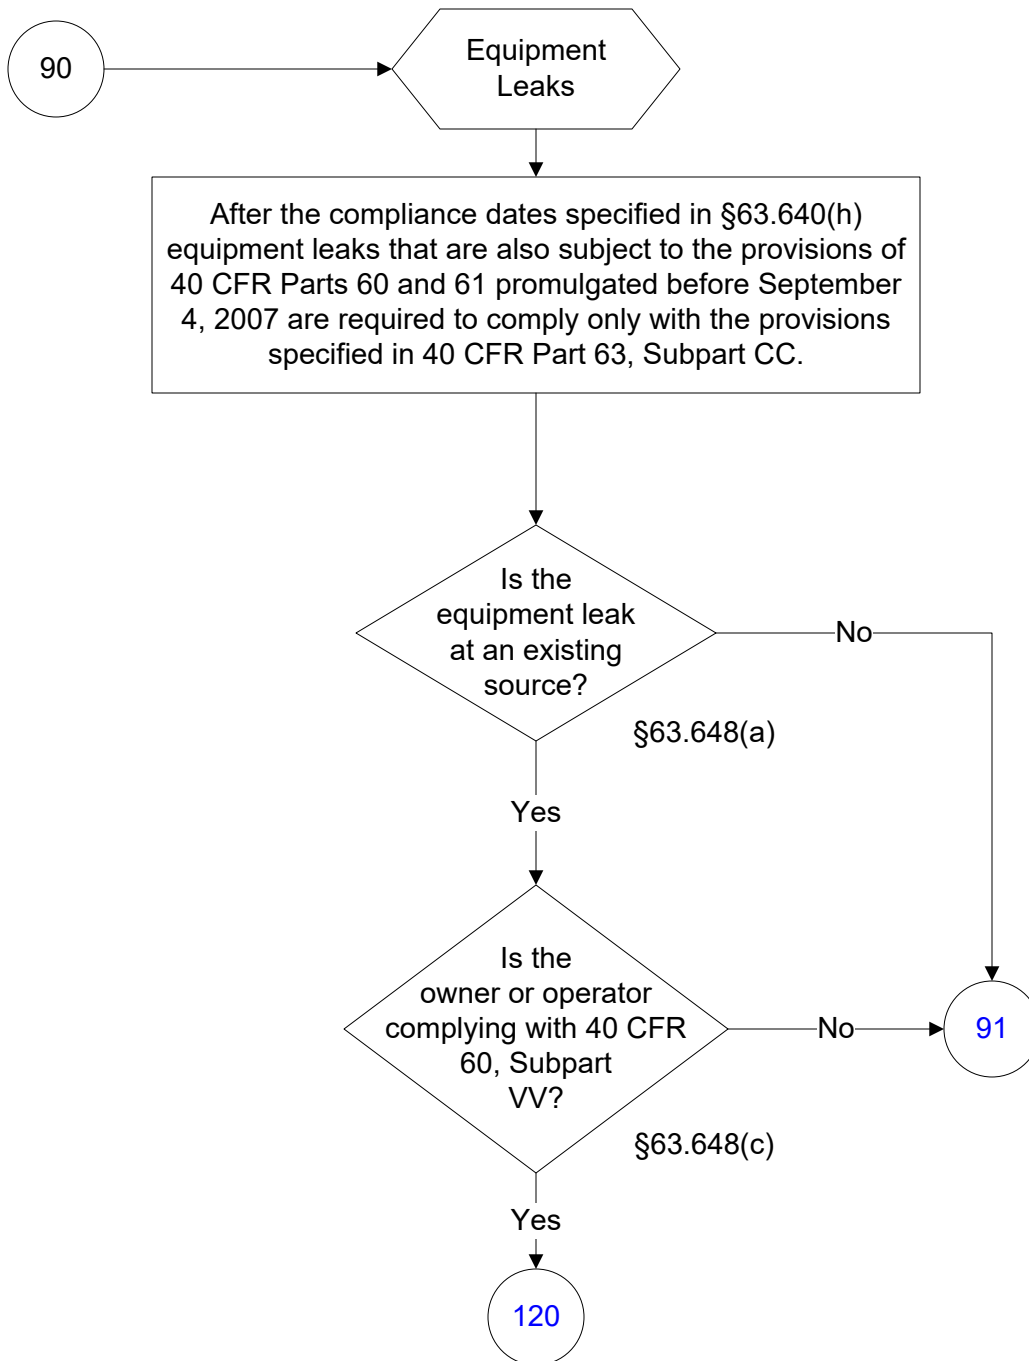 90
Equipment
Leaks
After the compliance dates specified in §63.640(h)
equipment leaks that are also subject to the provisions of
40 CFR Parts 60 and 61 promulgated before September
4, 2007 are required to comply only with the provisions
specified in 40 CFR Part 63, Subpart CC.
Is the
equipment leak
at an existing
source?
No
§63.648(a)
Yes
Is the
owner or operator
complying with 40 CFR
60, Subpart
VV?
No
91
§63.648(c)
Yes
120